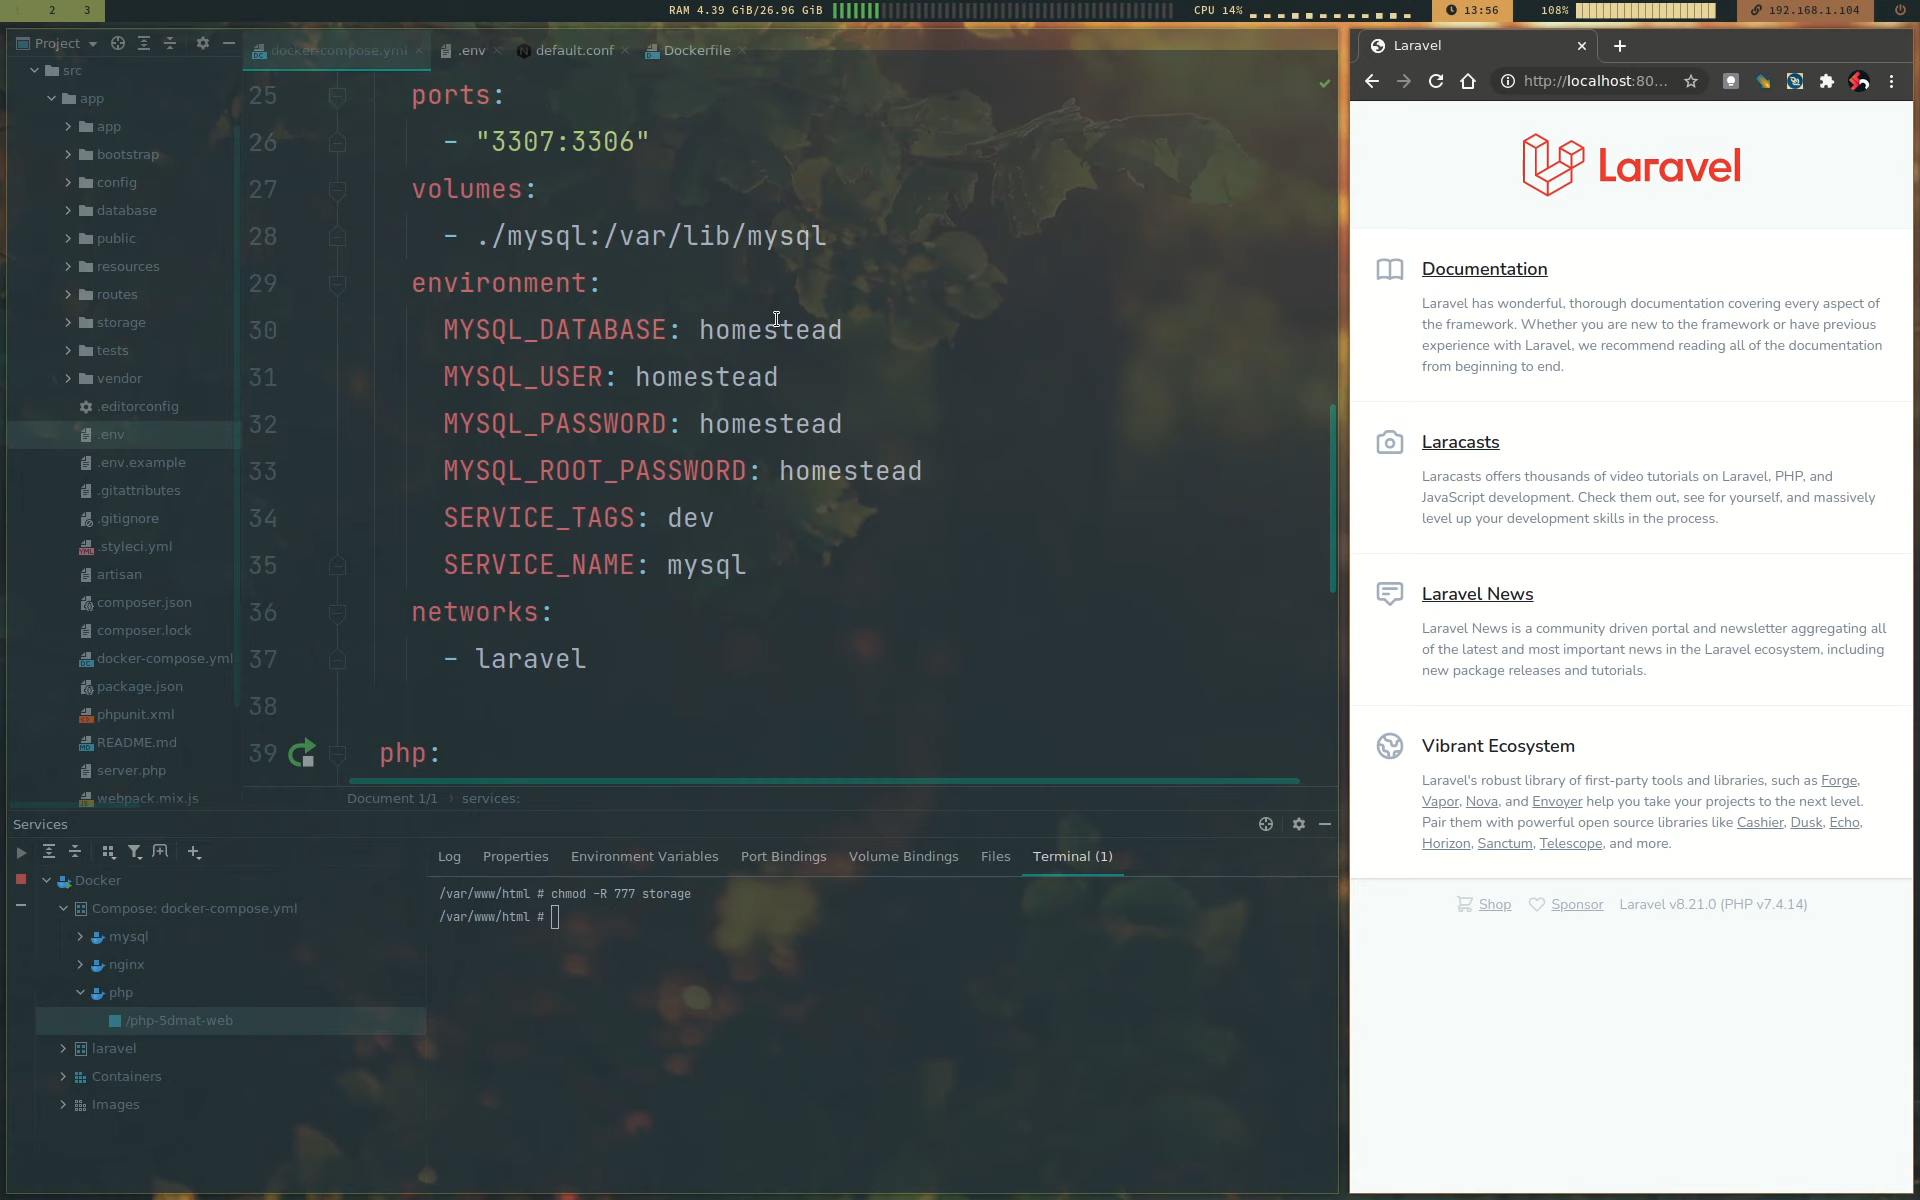 1 2 3
RAM 4.39 GiB/26.96 GiB
CPU 14%
13:56
108%
192.168.1.104
Project
docker-compose.yml
.env
default.conf
Dockerfile
src
app
app
bootstrap
config
database
public
resources
routes
storage
tests
vendor
.editorconfig
.env
.env.example
.gitattributes
.gitignore
.styleci.yml
artisan
composer.json
composer.lock
docker-compose.yml
package.json
phpunit.xml
README.md
server.php
webpack.mix.js
25 ports:
26 - "3307:3306"
27 volumes:
28 - ./mysql:/var/lib/mysql
29 environment:
30 MYSQL_DATABASE: homestead
31 MYSQL_USER: homestead
32 MYSQL_PASSWORD: homestead
33 MYSQL_ROOT_PASSWORD: homestead
34 SERVICE_TAGS: dev
35 SERVICE_NAME: mysql
36 networks:
37 - laravel
38
39 php:
Document 1/1 › services:
Services
Docker
Compose: docker-compose.yml
mysql
nginx
php
/php-5dmat-web
laravel
Containers
Images
Log Properties Environment Variables Port Bindings Volume Bindings Files Terminal (1)
/var/www/html # chmod -R 777 storage
/var/www/html #
Laravel
http://localhost:80...
Laravel
Documentation
Laravel has wonderful, thorough documentation covering every aspect of
the framework. Whether you are new to the framework or have previous
experience with Laravel, we recommend reading all of the documentation
from beginning to end.
Laracasts
Laracasts offers thousands of video tutorials on Laravel, PHP, and
JavaScript development. Check them out, see for yourself, and massively
level up your development skills in the process.
Laravel News
Laravel News is a community driven portal and newsletter aggregating all
of the latest and most important news in the Laravel ecosystem, including
new package releases and tutorials.
Vibrant Ecosystem
Laravel's robust library of first-party tools and libraries, such as Forge,
Vapor, Nova, and Envoyer help you take your projects to the next level.
Pair them with powerful open source libraries like Cashier, Dusk, Echo,
Horizon, Sanctum, Telescope, and more.
Shop Sponsor Laravel v8.21.0 (PHP v7.4.14)